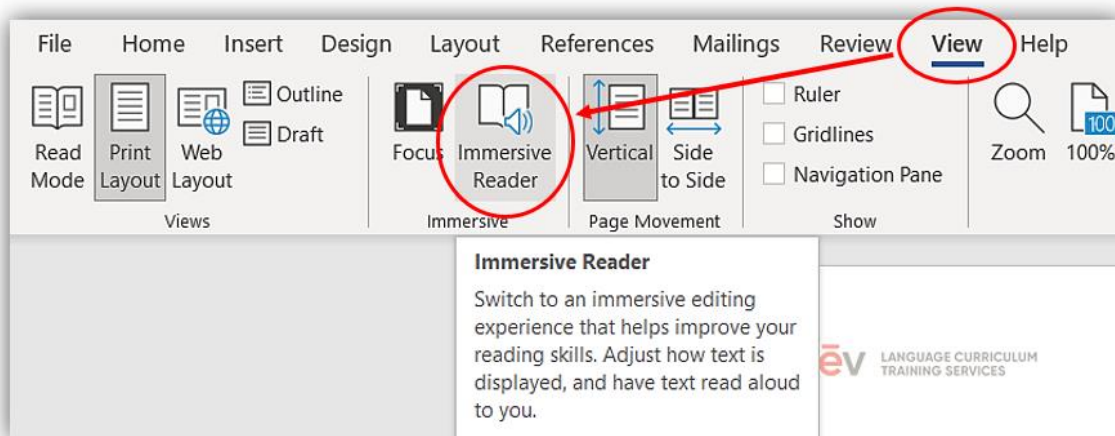 File Home Insert Design Layout References Mailings Review View Help
Read Mode
Print Layout
Web Layout
Outline
Draft
Views
Focus
Immersive Reader
Immersive
Vertical
Side to Side
Page Movement
Ruler
Gridlines
Navigation Pane
Show
Zoom
100
100%
Immersive Reader
Switch to an immersive editing
experience that helps improve your
reading skills. Adjust how text is
displayed, and have text read aloud
to you.
ēv
LANGUAGE CURRICULUM
TRAINING SERVICES